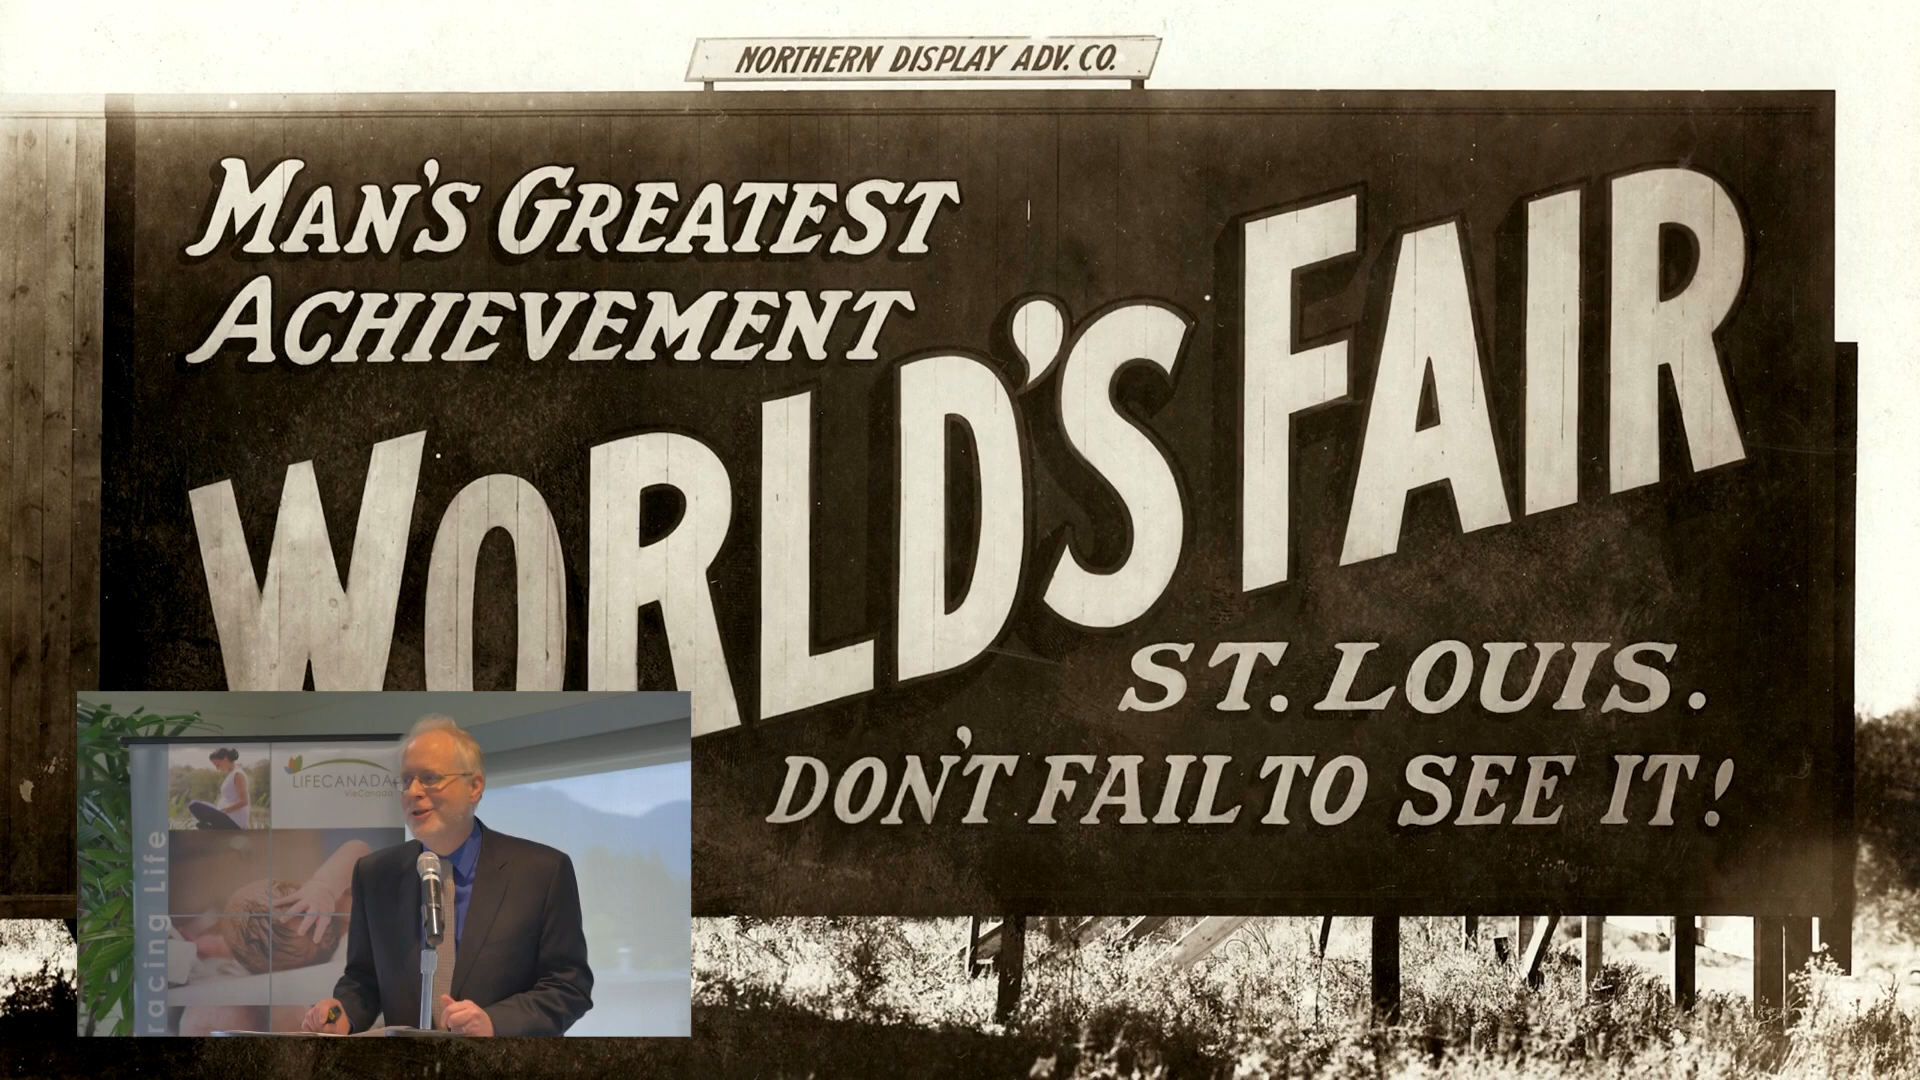 NORTHERN DISPLAY ADV. CO.
MAN'S GREATEST
ACHIEVEMENT
WORLD'S FAIR
ST. LOUIS.
DON'T FAIL TO SEE IT!
LIFECANADA
VieCanada
racing Life